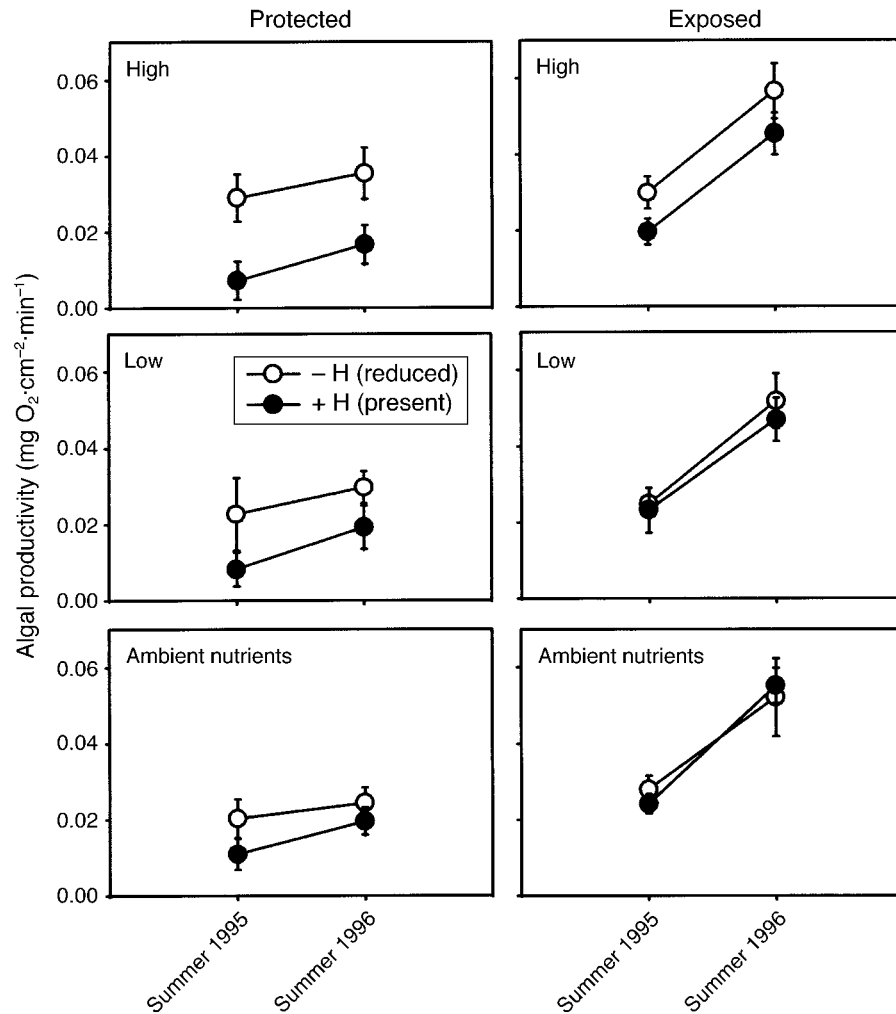 Protected
Exposed
Algal productivity (mg O₂·cm⁻²·min⁻¹)
High
0.06
0.04
0.02
0.00
High
Low
0.06
0.04
0.02
0.00
– H (reduced)
+ H (present)
Low
Ambient nutrients
0.06
0.04
0.02
0.00
Ambient nutrients
Summer 1995
Summer 1996
Summer 1995
Summer 1996